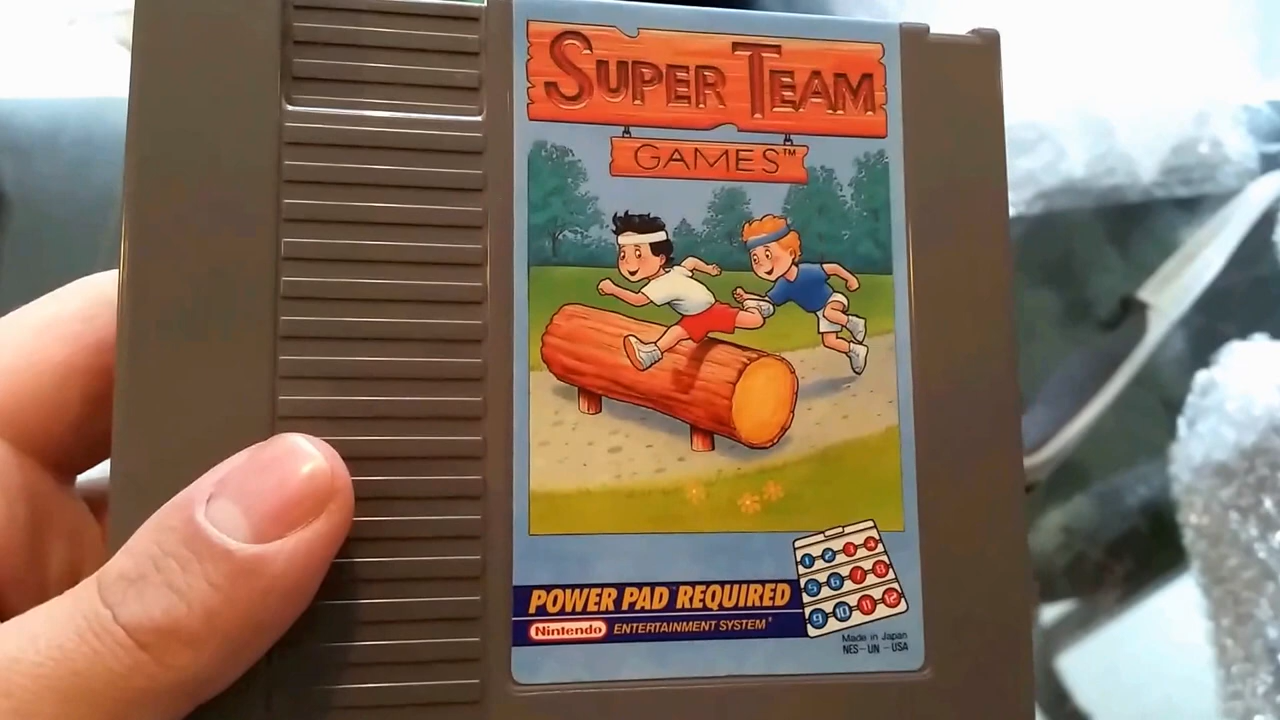 SUPER TEAM
GAMES™
1 2 3 4
5 6 7 8
9 10 11 12
POWER PAD® REQUIRED
Nintendo ENTERTAINMENT SYSTEM®
Made in Japan
NES-UN-USA